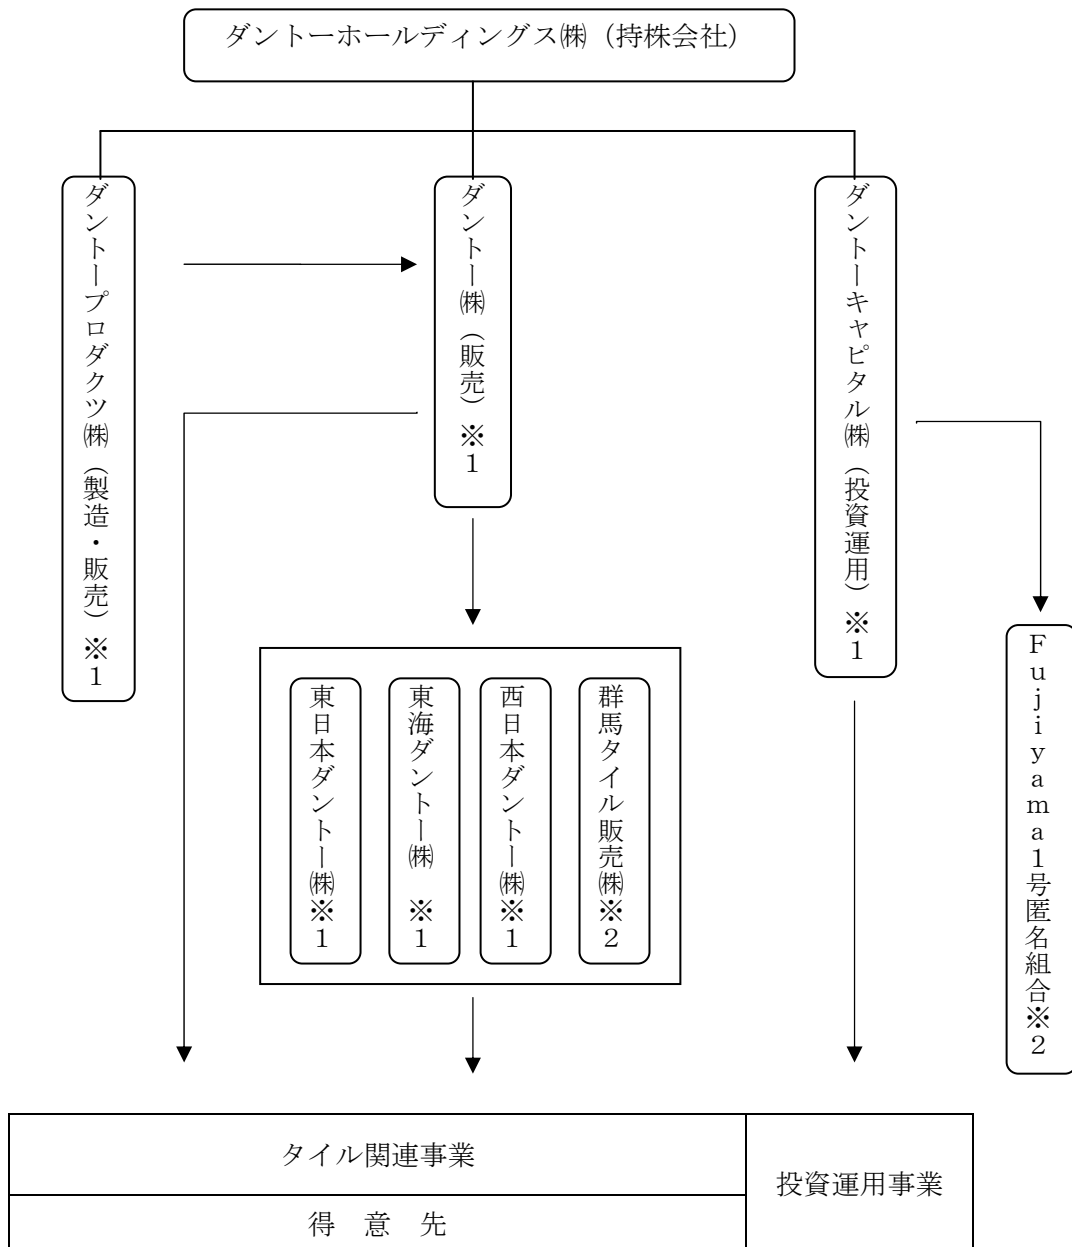 ダントーホールディングス㈱（持株会社）
ダントープロダクツ㈱（製造・販売）※１
ダントー㈱（販売）※１
ダントーキャピタル㈱（投資運用）※１
東日本ダントー㈱※１
東海ダントー㈱　※１
西日本ダントー㈱※１
群馬タイル販売㈱※２
Ｆｕｊｉｙａｍａ１号匿名組合※２
タイル関連事業
投資運用事業
得　意　先